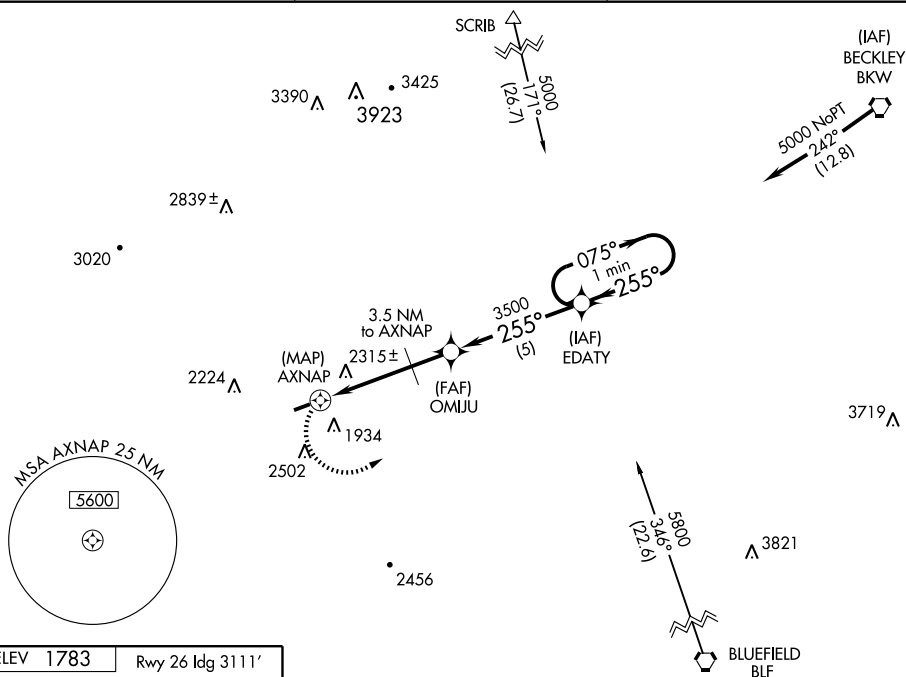 SCRIB
5000
171°
(26.7)
(IAF)
BECKLEY
BKW
5000 NoPT
242°
(12.8)
3390
3425
3923
2839±
3020
075°
1 min
255°
3500
255°
(5)
(IAF)
EDATY
3.5 NM
to AXNAP
(MAP)
AXNAP
2315±
(FAF)
OMIJU
2224
1934
2502
3719
MSA AXNAP 25 NM
5600
5800
346°
(22.6)
3821
2456
BLUEFIELD
BLF
ELEV 1783
Rwy 26 ldg 3111'